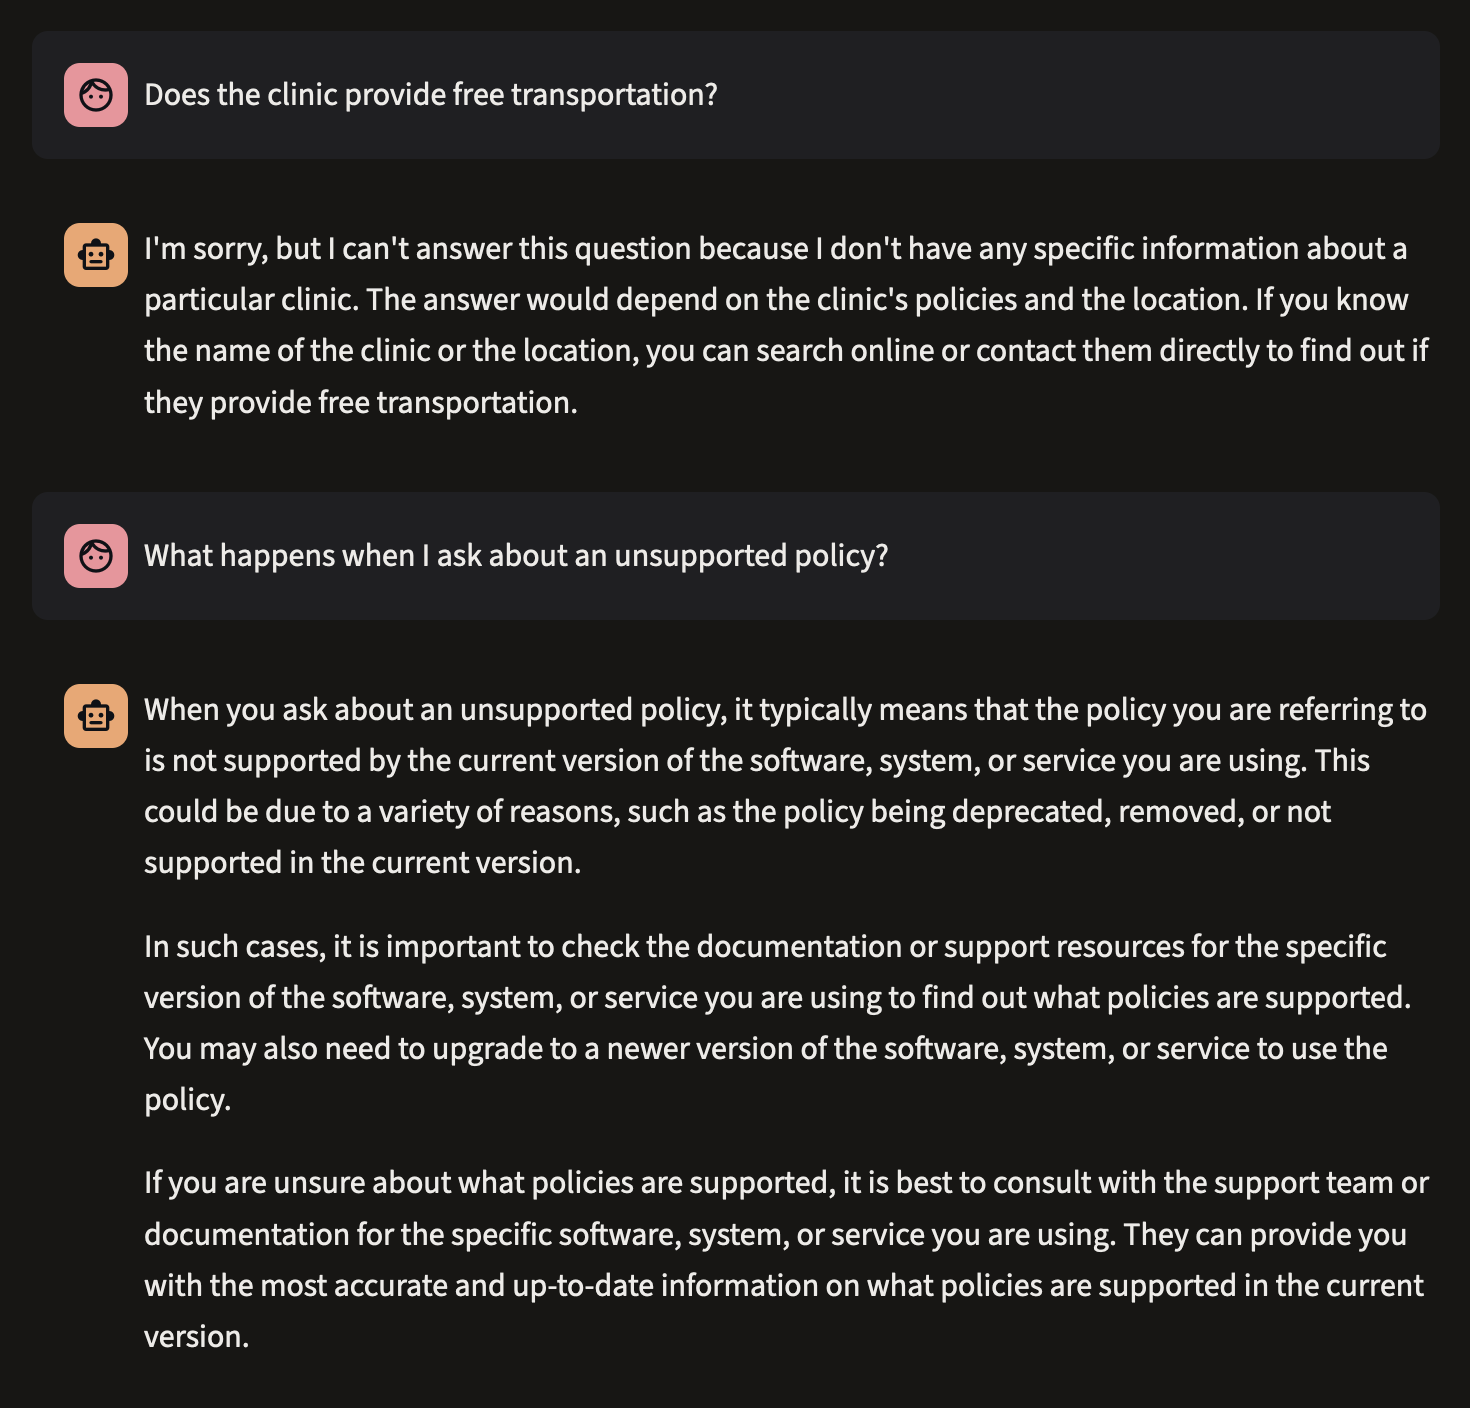 Does the clinic provide free transportation?
I'm sorry, but I can't answer this question because I don't have any specific information about a
particular clinic. The answer would depend on the clinic's policies and the location. If you know
the name of the clinic or the location, you can search online or contact them directly to find out if
they provide free transportation.
What happens when I ask about an unsupported policy?
When you ask about an unsupported policy, it typically means that the policy you are referring to
is not supported by the current version of the software, system, or service you are using. This
could be due to a variety of reasons, such as the policy being deprecated, removed, or not
supported in the current version.
In such cases, it is important to check the documentation or support resources for the specific
version of the software, system, or service you are using to find out what policies are supported.
You may also need to upgrade to a newer version of the software, system, or service to use the
policy.
If you are unsure about what policies are supported, it is best to consult with the support team or
documentation for the specific software, system, or service you are using. They can provide you
with the most accurate and up-to-date information on what policies are supported in the current
version.